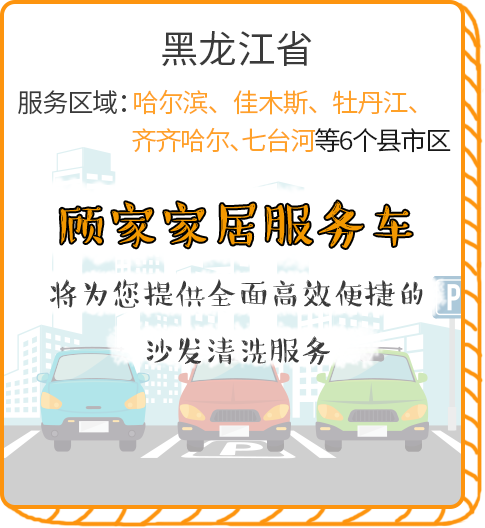 黑龙江省
服务区域：哈尔滨、佳木斯、牡丹江、
齐齐哈尔、七台河等6个县市区
顾家家居服务车
将为您提供全面高效便捷的
沙发清洗服务
P
P